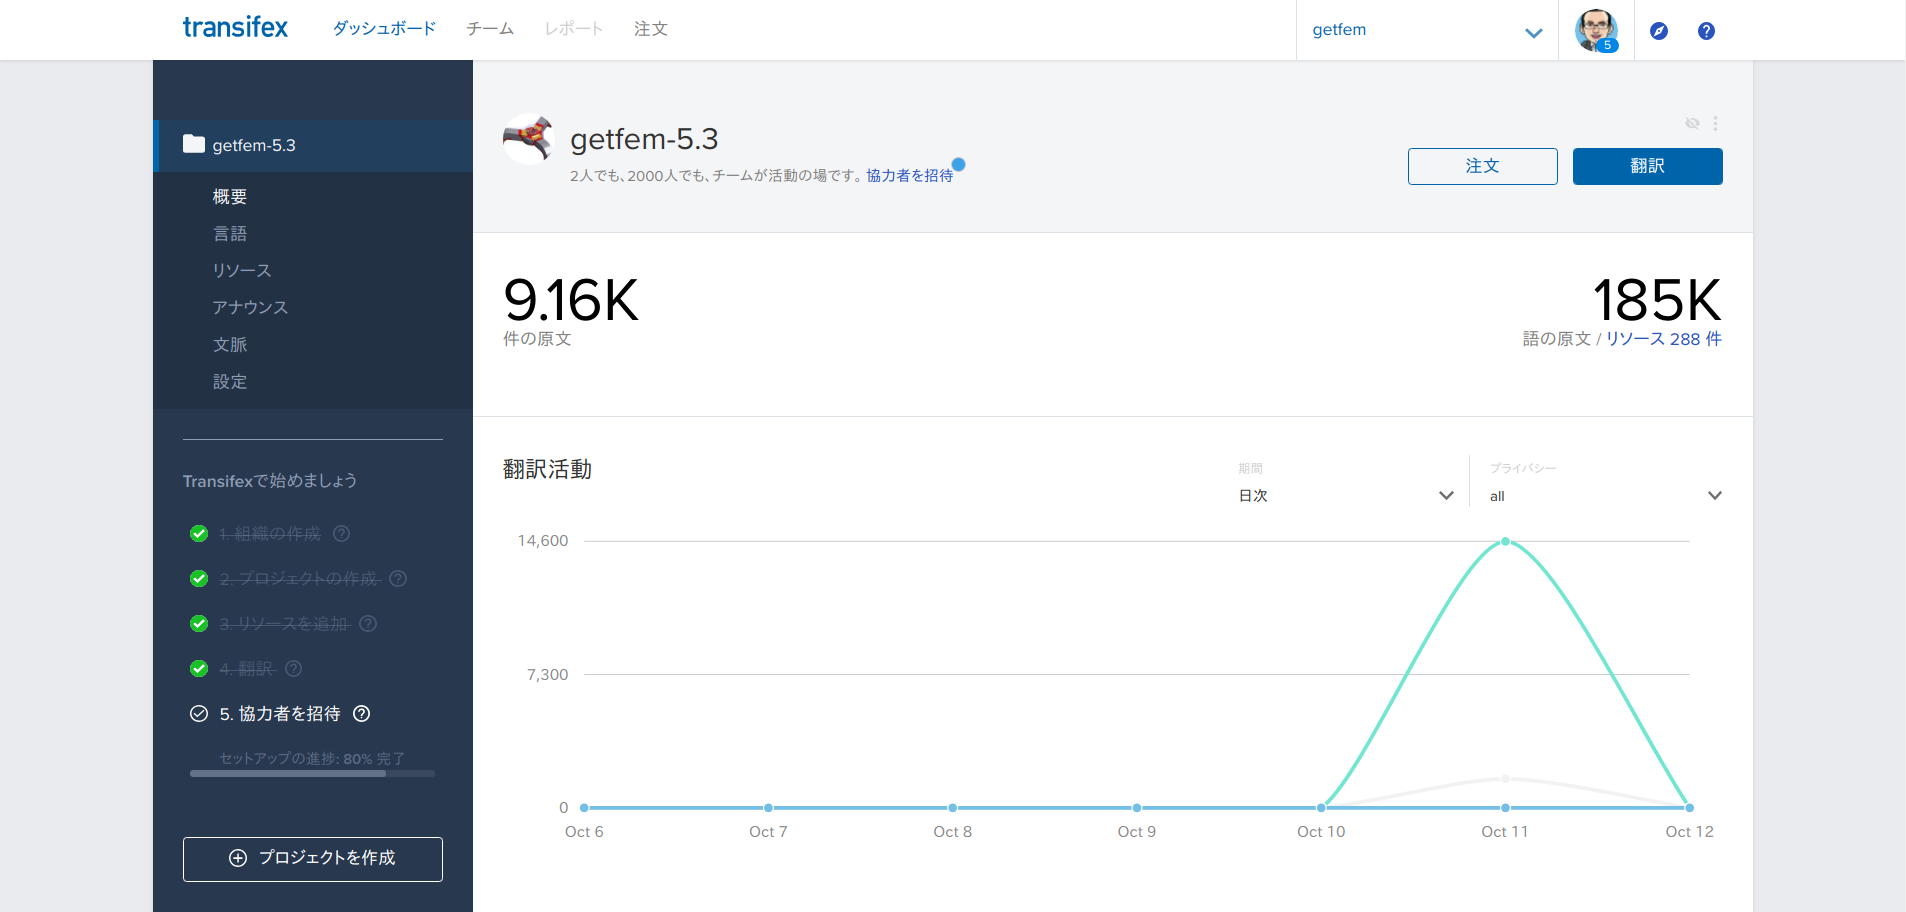 transifex
ダッシュボード チーム レポート 注文
getfem
5
getfem-5.3
概要
言語
リソース
アナウンス
文脈
設定
Transifexで始めましょう
1. 組織の作成
2. プロジェクトの作成
3. リソースを追加
4. 翻訳
5. 協力者を招待
セットアップの進捗: 80% 完了
プロジェクトを作成
getfem-5.3
2人でも、2000人でも、チームが活動の場です。 協力者を招待
注文 翻訳
9.16K
件の原文
185K
語の原文 / リソース 288 件
翻訳活動
期間
日次
プライバシー
all
14,600
7,300
0
Oct 6 Oct 7 Oct 8 Oct 9 Oct 10 Oct 11 Oct 12